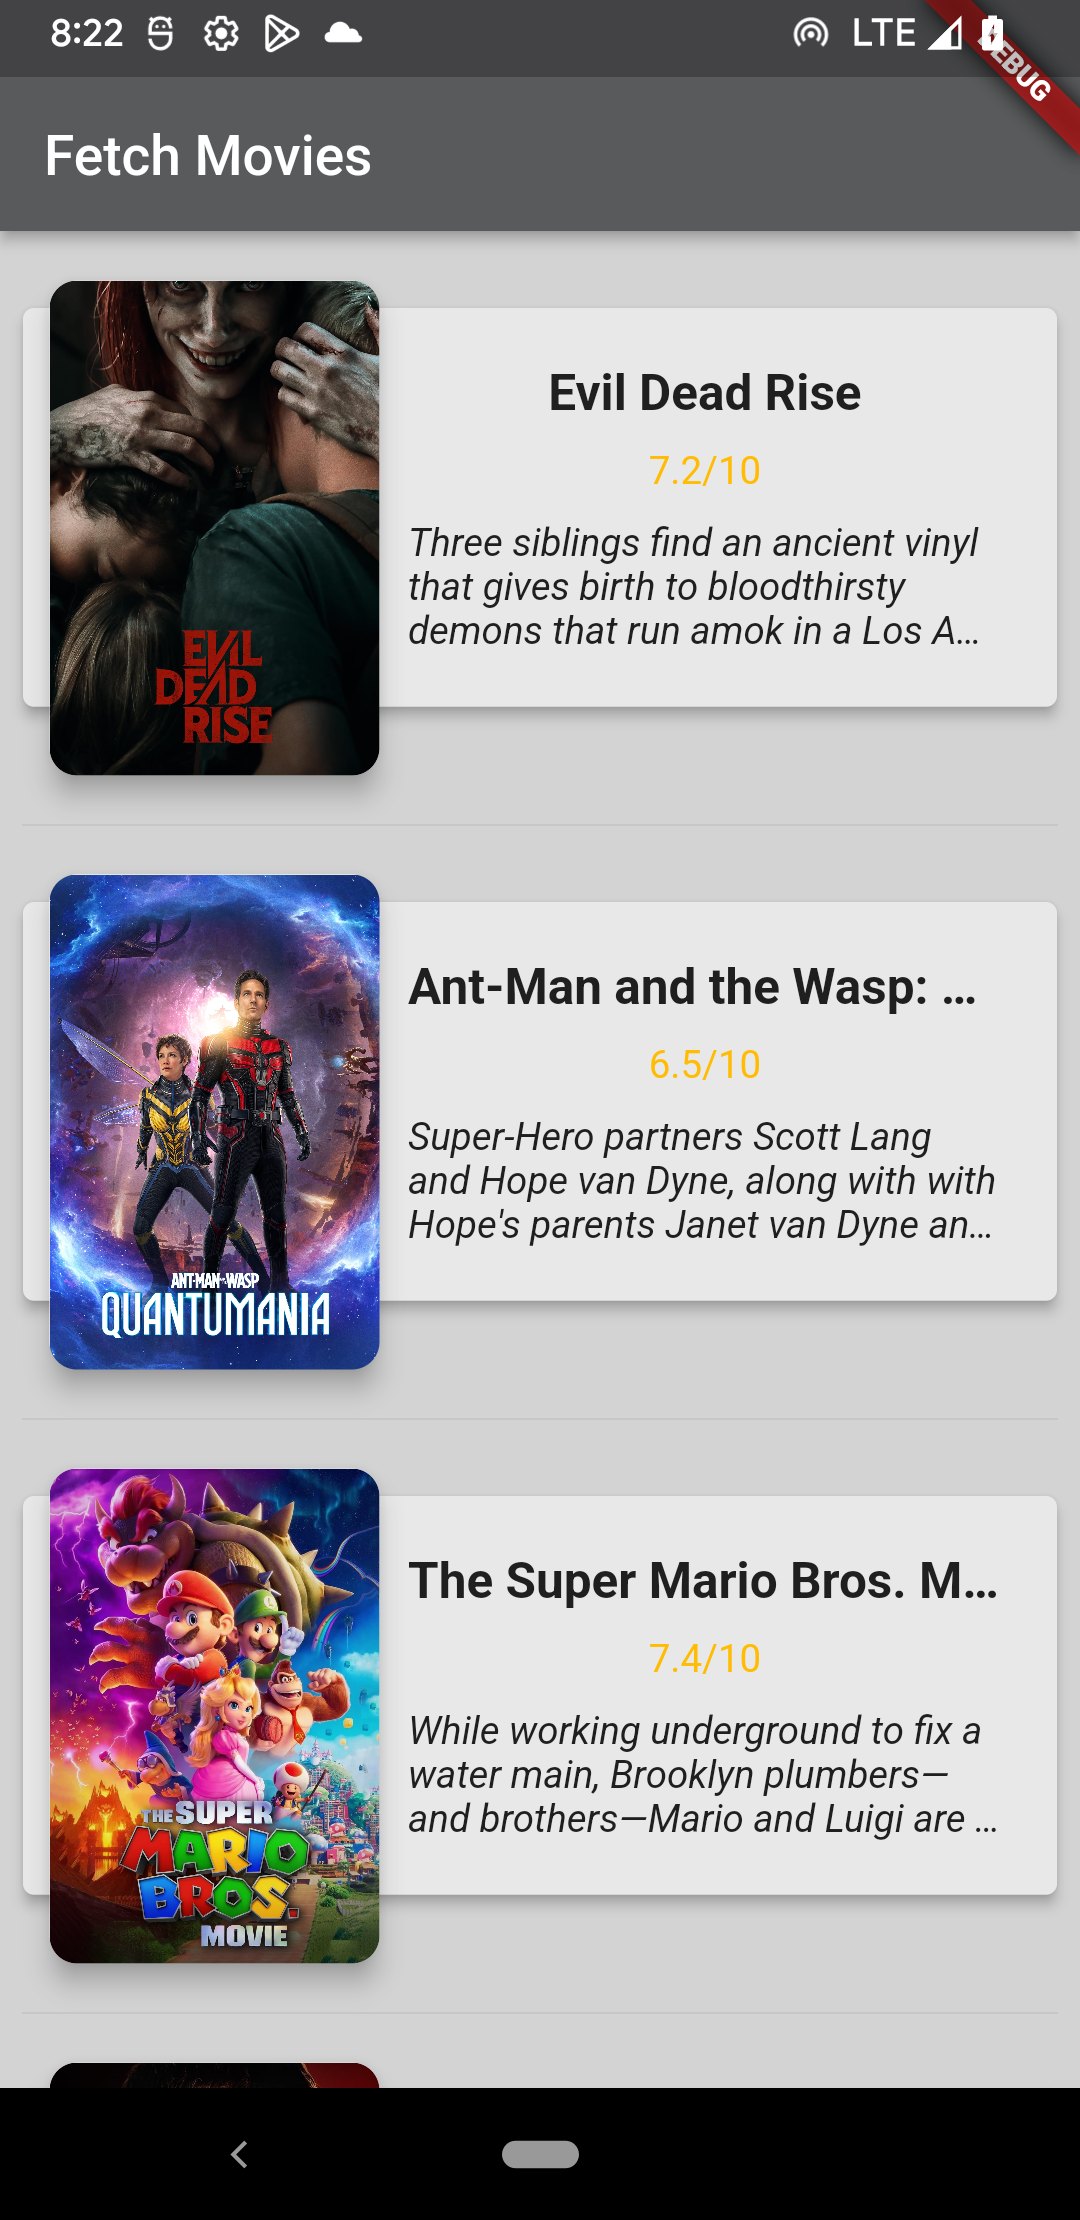 8:22
LTE
DEBUG
Fetch Movies
EVIL
DEAD
RISE
Evil Dead Rise
7.2/10
Three siblings find an ancient vinyl
that gives birth to bloodthirsty
demons that run amok in a Los A…
ANT-MAN AND THE WASP
QUANTUMANIA
Ant-Man and the Wasp: …
6.5/10
Super-Hero partners Scott Lang
and Hope van Dyne, along with with
Hope's parents Janet van Dyne an…
THE SUPER
MARIO
BROS.
MOVIE
The Super Mario Bros. M…
7.4/10
While working underground to fix a
water main, Brooklyn plumbers—
and brothers—Mario and Luigi are …